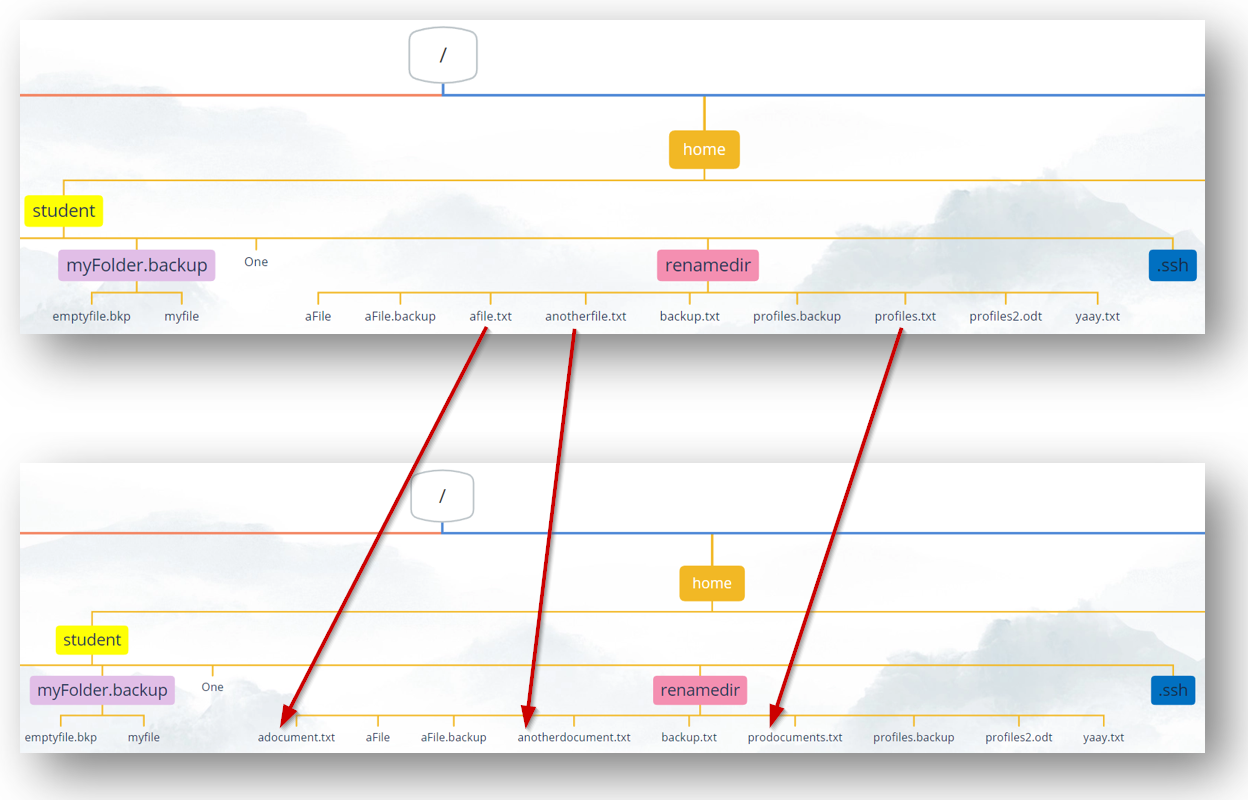 /
home
student
myFolder.backup One renamedir .ssh
emptyfile.bkp myfile aFile aFile.backup afile.txt anotherfile.txt backup.txt profiles.backup profiles.txt profiles2.odt yaay.txt
/
home
student
myFolder.backup One renamedir .ssh
emptyfile.bkp myfile adocument.txt aFile aFile.backup anotherdocument.txt backup.txt prodocuments.txt profiles.backup profiles2.odt yaay.txt